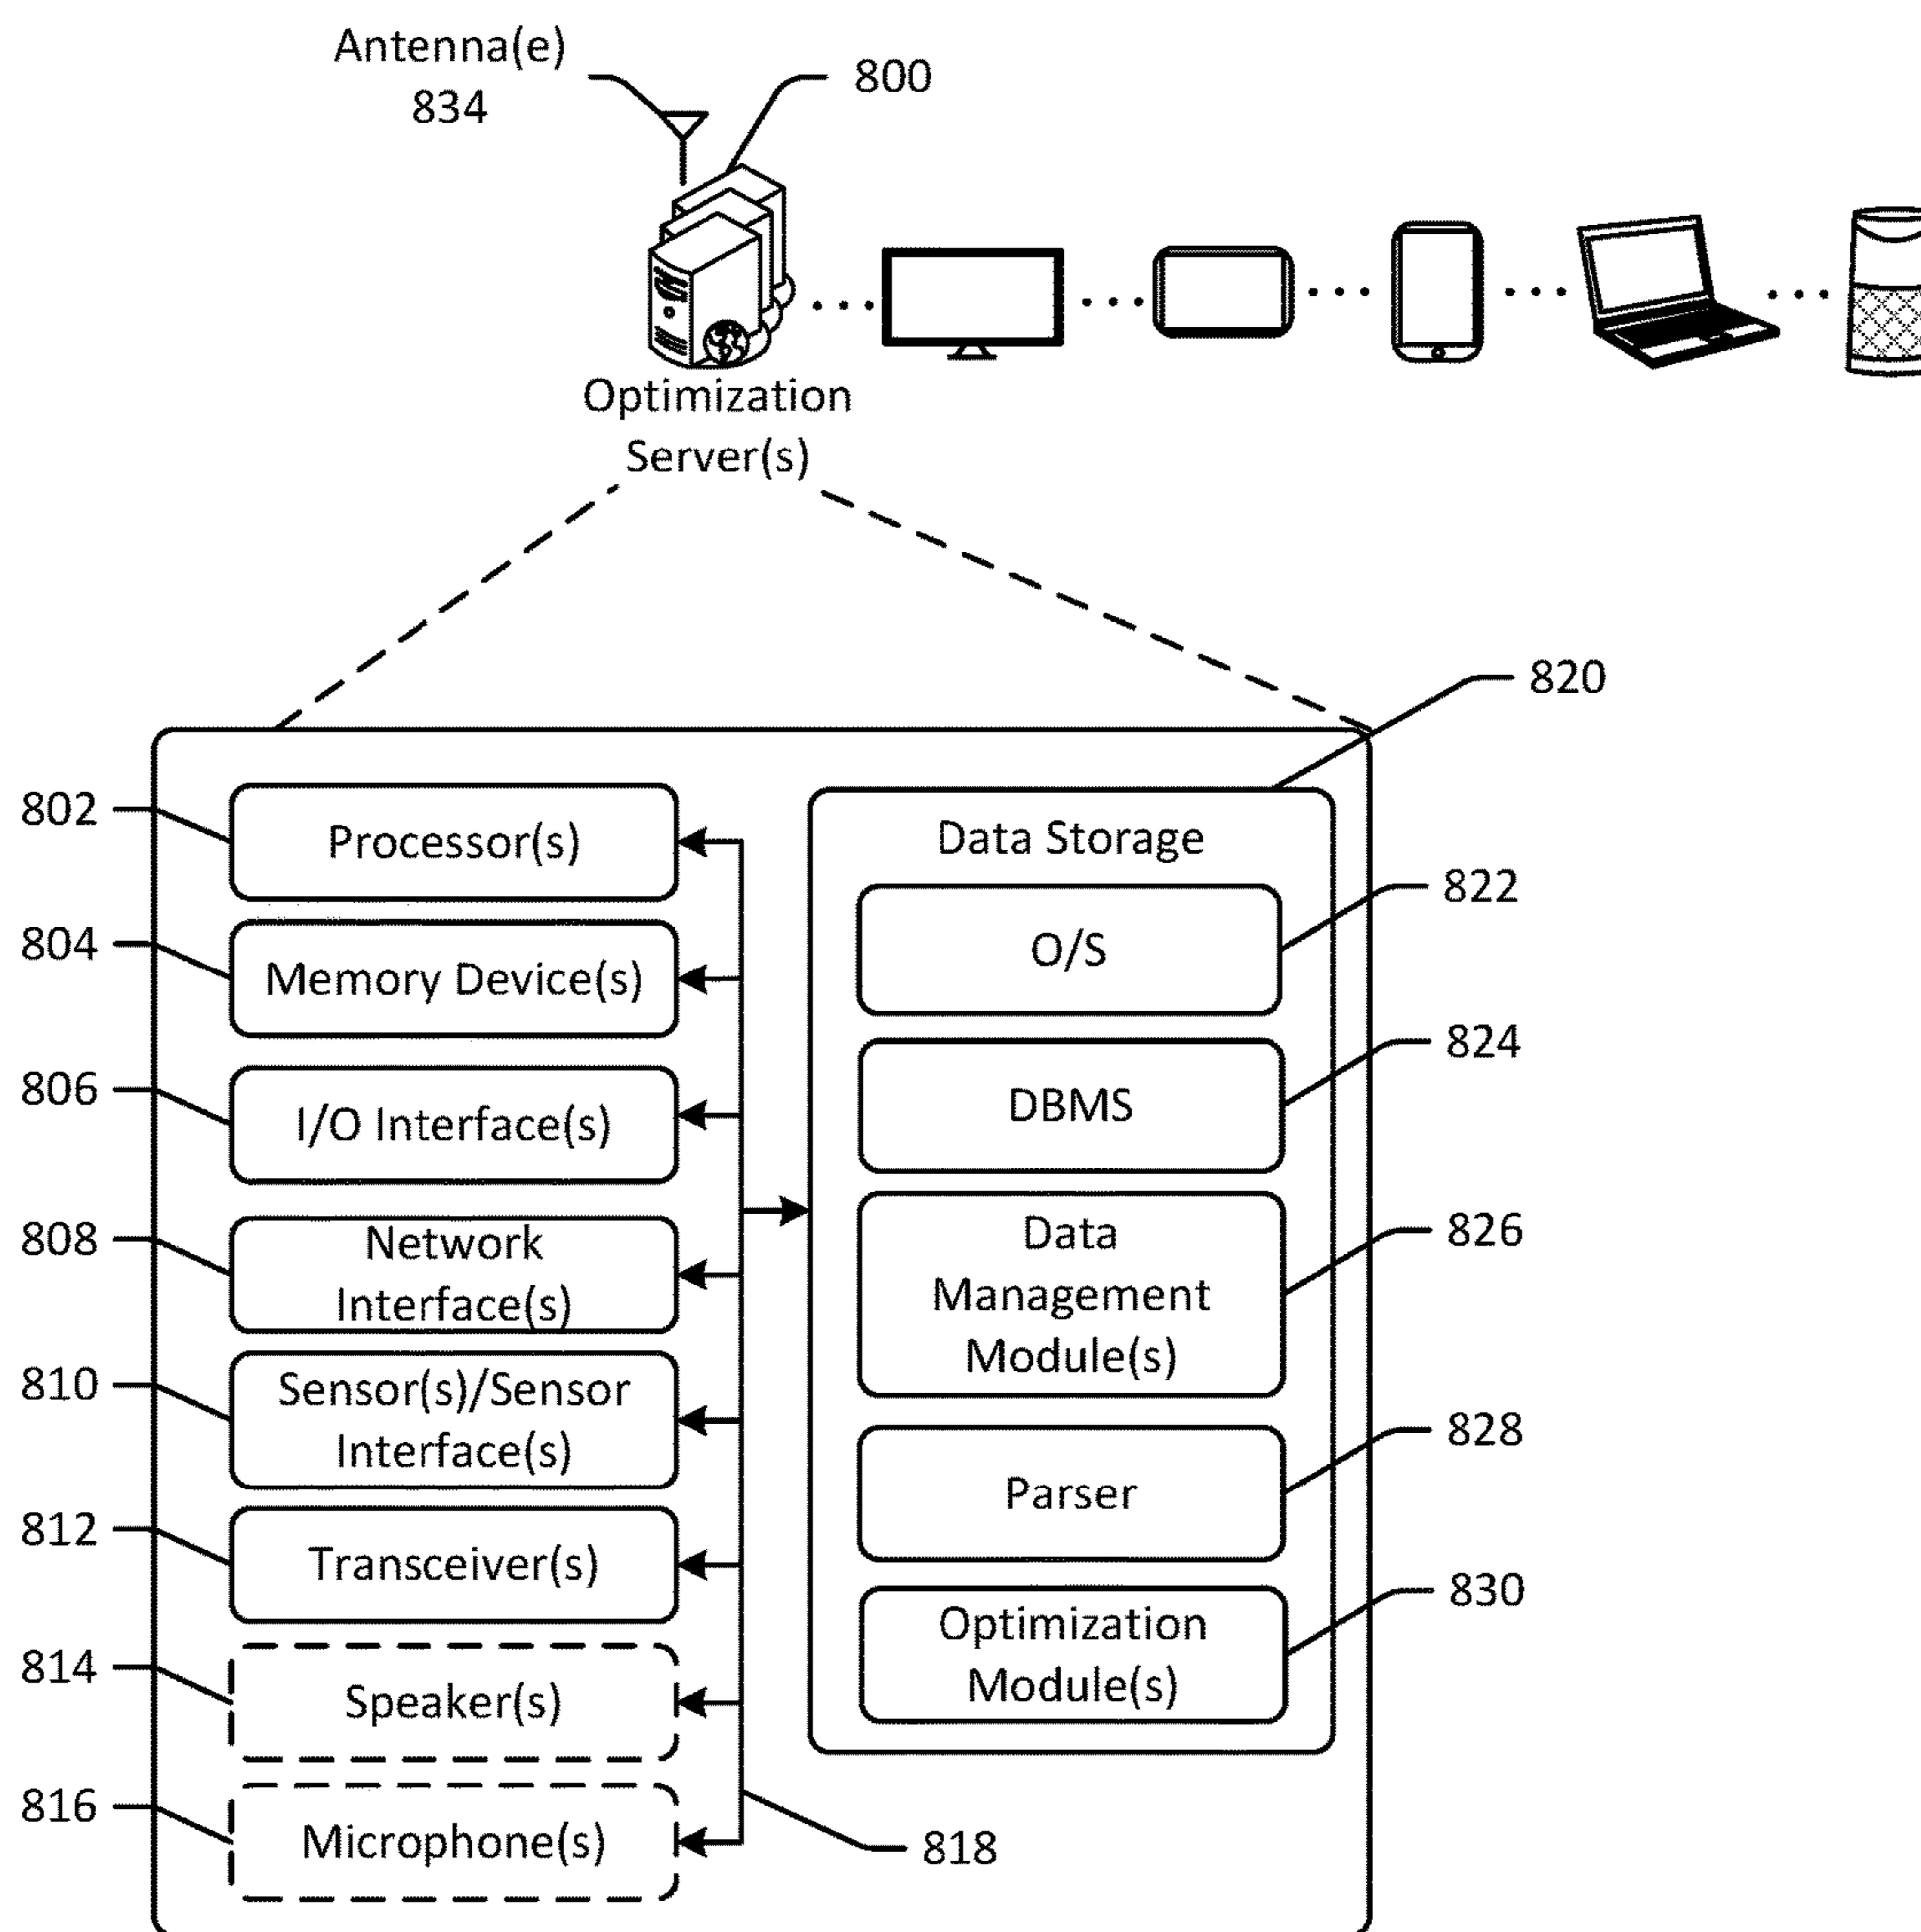 Antenna(e)
834
800
Optimization
Server(s)
820
802
Processor(s)
Data Storage
804
Memory Device(s)
822
O/S
806
I/O Interface(s)
824
DBMS
808
Network
Interface(s)
826
Data
Management
Module(s)
810
Sensor(s)/Sensor
Interface(s)
828
Parser
812
Transceiver(s)
830
Optimization
Module(s)
814
Speaker(s)
816
Microphone(s)
818